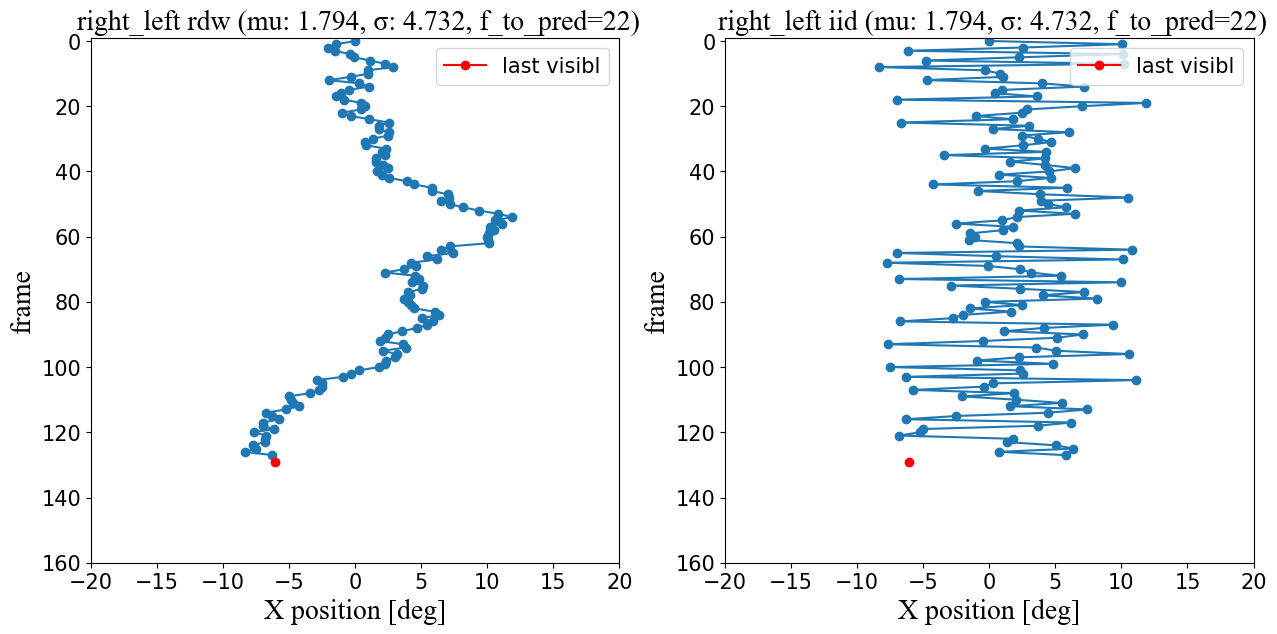 right_left rdw (mu: 1.794, σ: 4.732, f_to_pred=22)
last visibl
0
20
40
60
80
100
120
140
160
frame
−20 −15 −10 −5 0 5 10 15 20
X position [deg]
right_left iid (mu: 1.794, σ: 4.732, f_to_pred=22)
last visibl
0
20
40
60
80
100
120
140
160
frame
−20 −15 −10 −5 0 5 10 15 20
X position [deg]